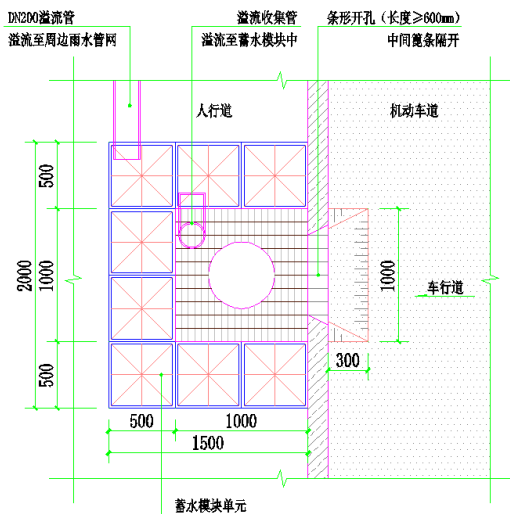 DN200溢流管
溢流至周边雨水管网
溢流收集管
溢流至蓄水模块中
条形开孔（长度≥600mm）
中间篦条隔开
人行道
机动车道
500
1000
500
2000
1000
车行道
300
500
1000
1500
蓄水模块单元